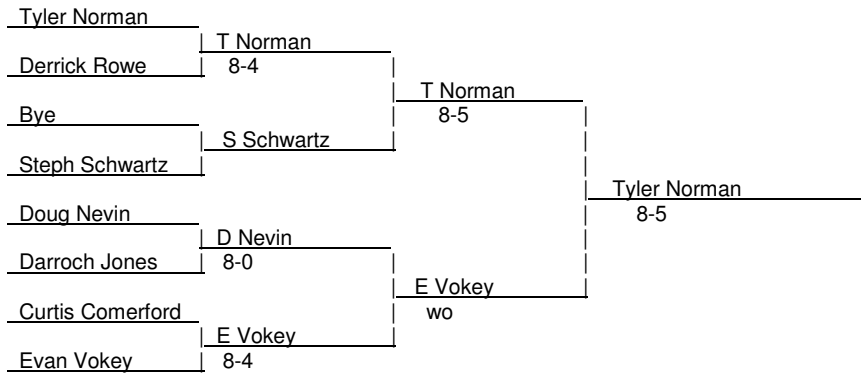 Tyler Norman
T Norman
Derrick Rowe 8-4
T Norman
Bye 8-5
S Schwartz
Steph Schwartz
Tyler Norman
Doug Nevin 8-5
D Nevin
Darroch Jones 8-0
E Vokey
Curtis Comerford wo
E Vokey
Evan Vokey 8-4